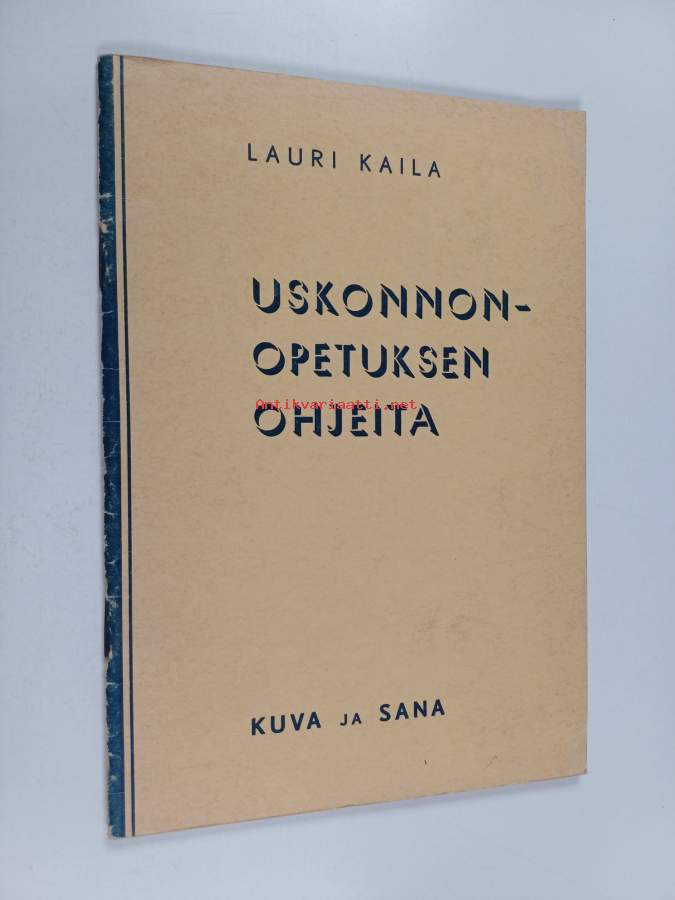 LAURI KAILA
USKONNON-
OPETUKSEN
Antikvariaatti.net
OHJEITA
KUVA JA SANA